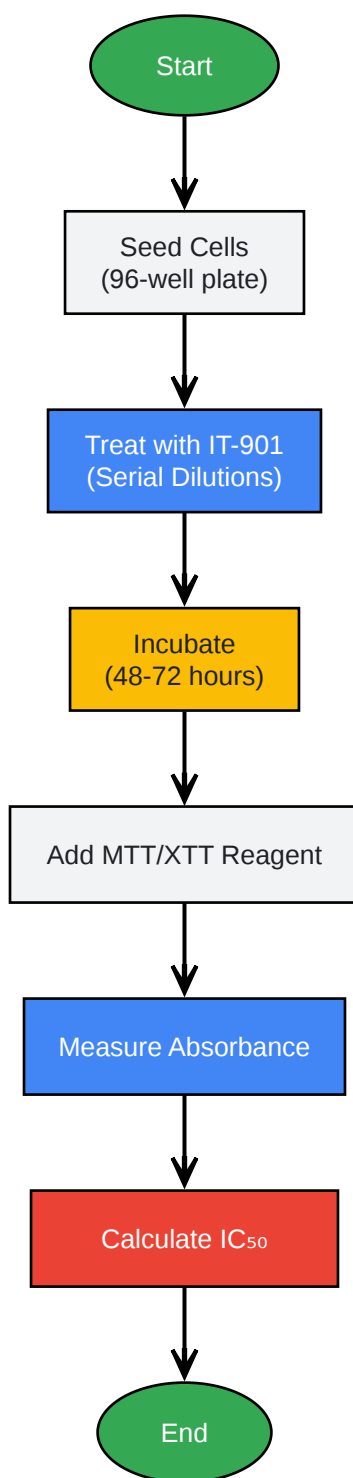 Start
Seed Cells
(96-well plate)
Treat with IT-901
(Serial Dilutions)
Incubate
(48-72 hours)
Add MTT/XTT Reagent
Measure Absorbance
Calculate IC₅₀
End